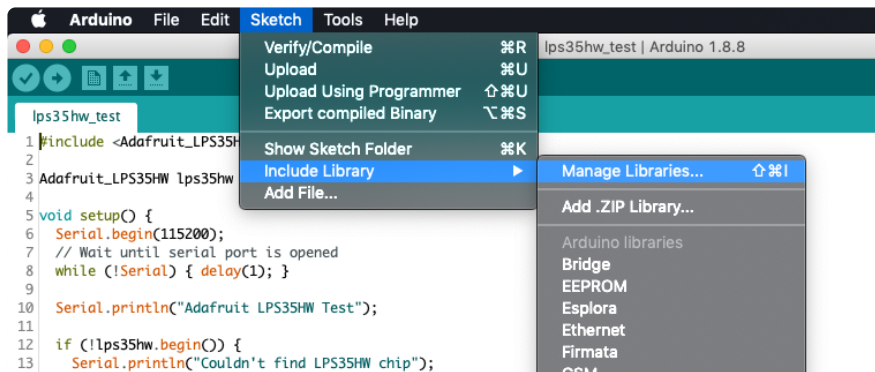 Arduino File Edit Sketch Tools Help
lps35hw_test | Arduino 1.8.8
Verify/Compile ⌘R
Upload ⌘U
Upload Using Programmer ⇧⌘U
Export compiled Binary ⌥⌘S
Show Sketch Folder ⌘K
Include Library ▶
Add File...
Manage Libraries... ⇧⌘I
Add .ZIP Library...
Arduino libraries
Bridge
EEPROM
Esplora
Ethernet
Firmata
GSM
lps35hw_test
1 #include <Adafruit_LPS35H
2
3 Adafruit_LPS35HW lps35hw
4
5 void setup() {
6 Serial.begin(115200);
7 // Wait until serial port is opened
8 while (!Serial) { delay(1); }
9
10 Serial.println("Adafruit LPS35HW Test");
11
12 if (!lps35hw.begin()) {
13 Serial.println("Couldn't find LPS35HW chip");